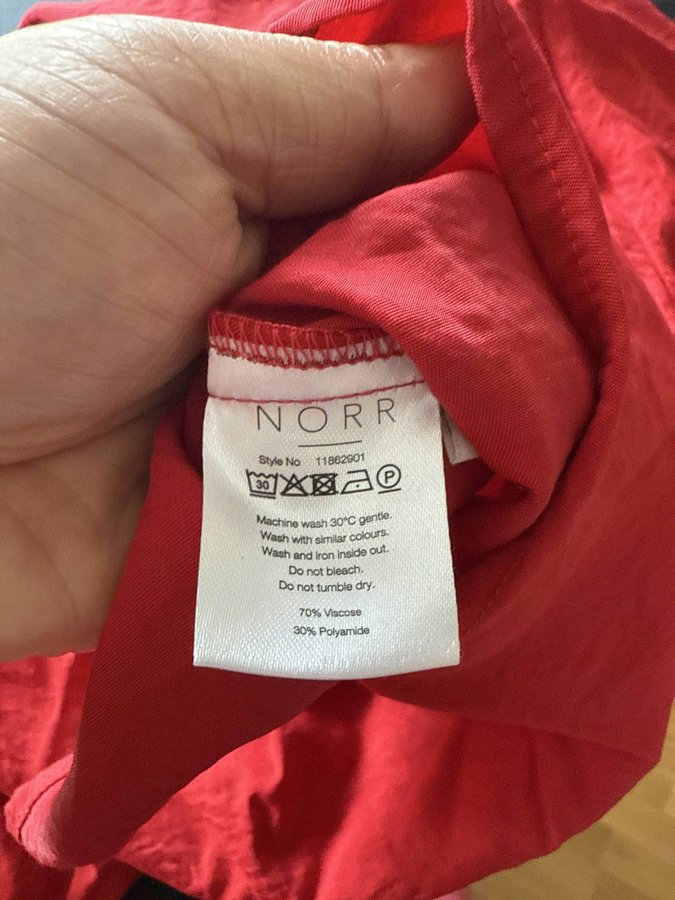 NORR
Style No 11862901
30 P
Machine wash 30°C gentle.
Wash with similar colours.
Wash and iron inside out.
Do not bleach.
Do not tumble dry.
70% Viscose
30% Polyamide